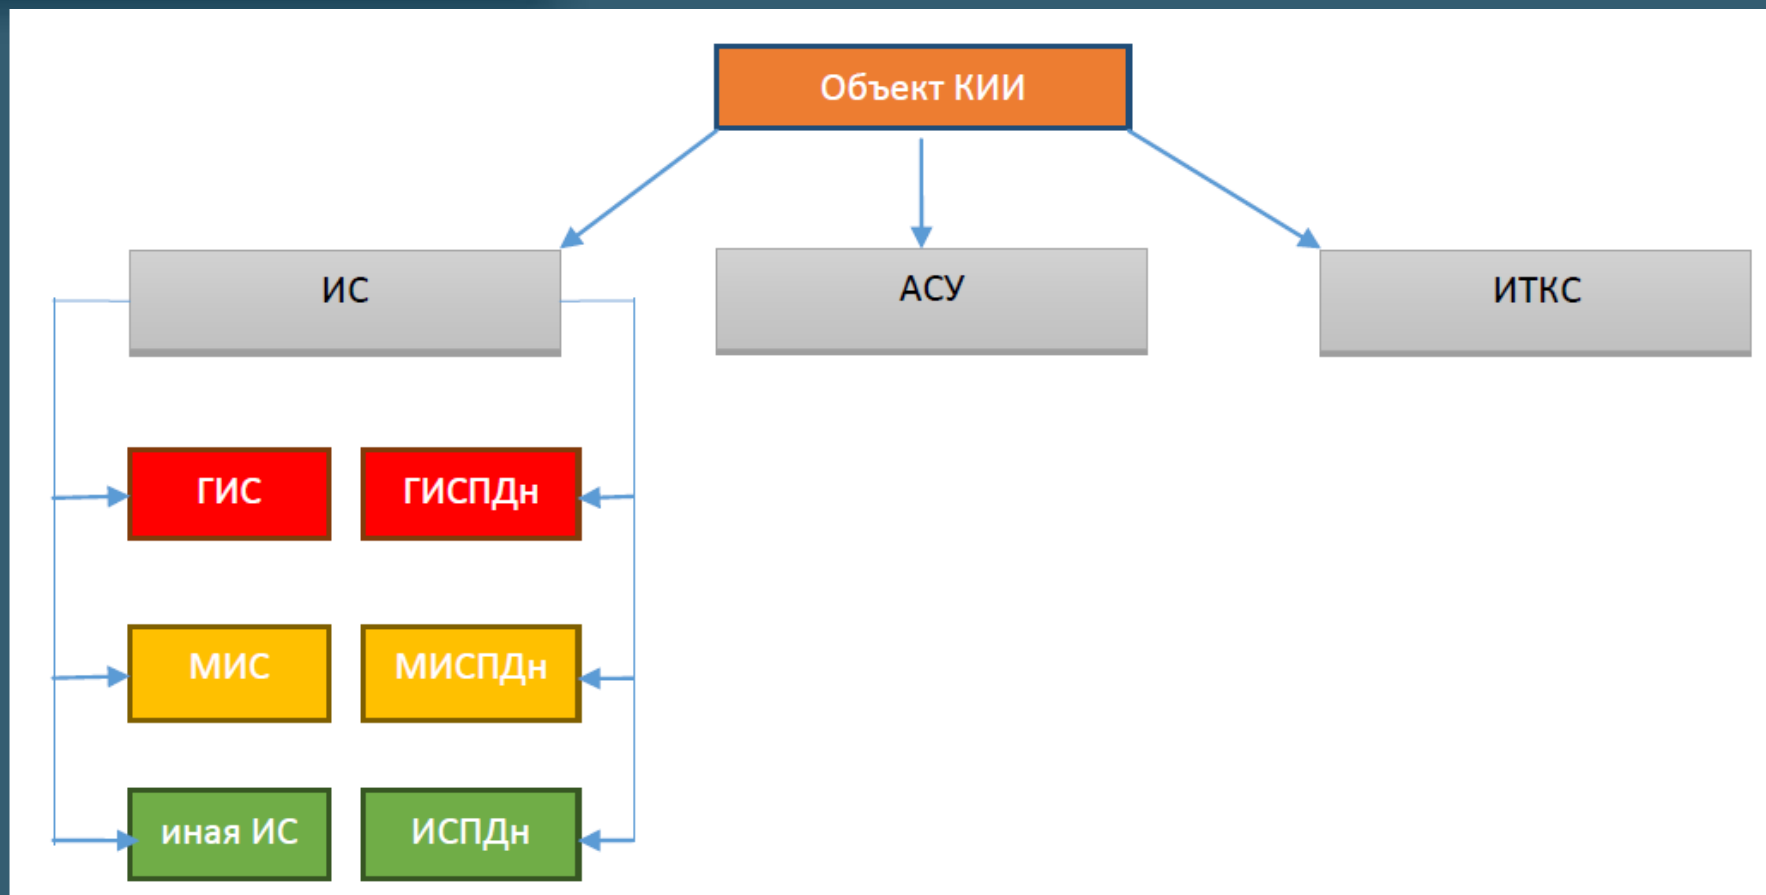 Объект КИИ
ИС
АСУ
ИТКС
ГИС
ГИСПДн
МИС
МИСПДн
иная ИС
ИСПДн